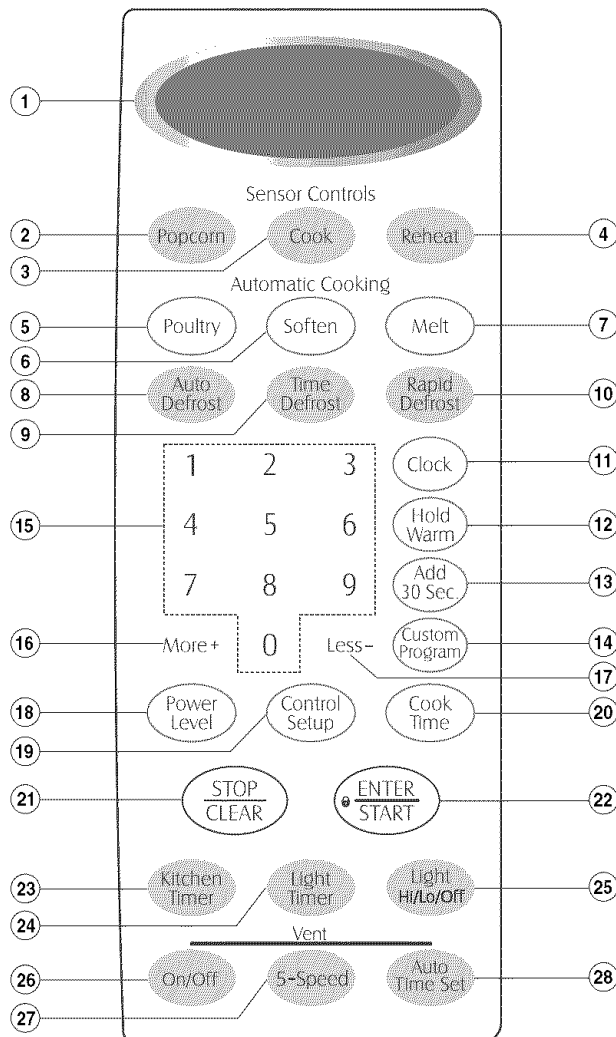 1
Sensor Controls
2 Popcorn Cook Reheat 4
3
Automatic Cooking
5 Poultry Soften Melt 7
6
8 Auto Defrost Time Defrost Rapid Defrost 10
9
1 2 3 Clock 11
15 4 5 6 Hold Warm 12
7 8 9 Add 30 Sec. 13
16 More+ 0 Less- Custom Program 14
17
18 Power Level Control Setup Cook Time 20
19
21 STOP CLEAR ENTER START 22
23 Kitchen Timer Light Timer Light Hi/Lo/Off 25
24
Vent
26 On/Off 5-Speed Auto Time Set 28
27